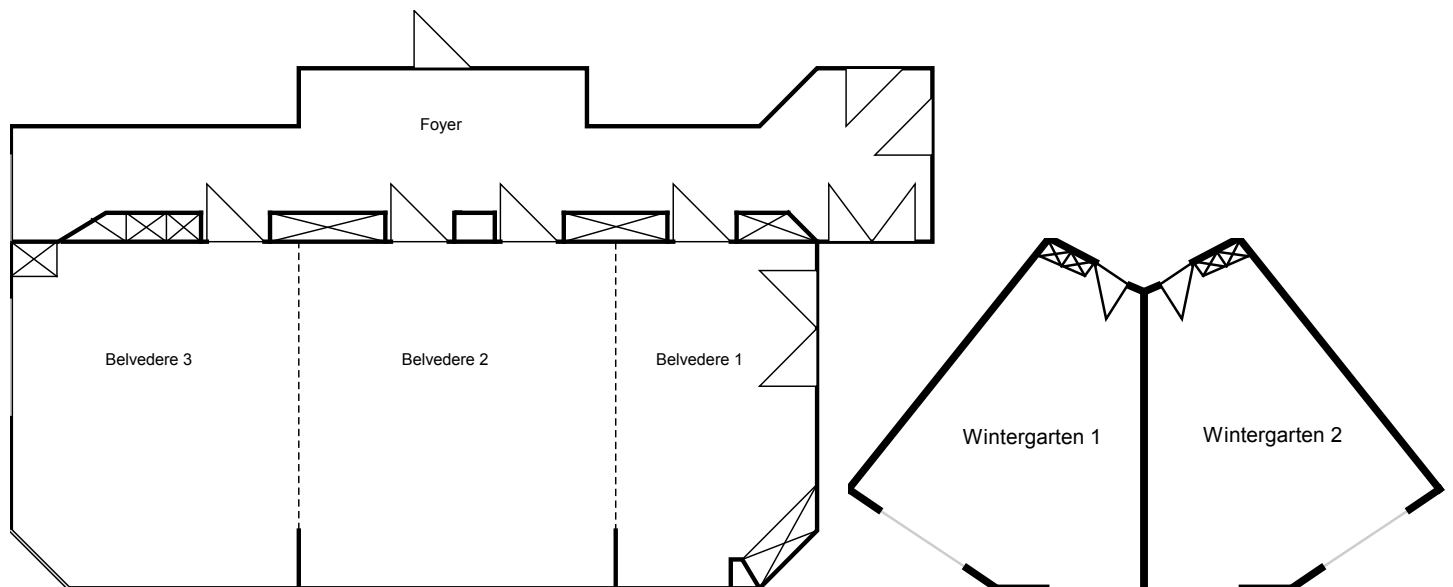 Foyer
Belvedere 3
Belvedere 2
Belvedere 1
Wintergarten 1
Wintergarten 2